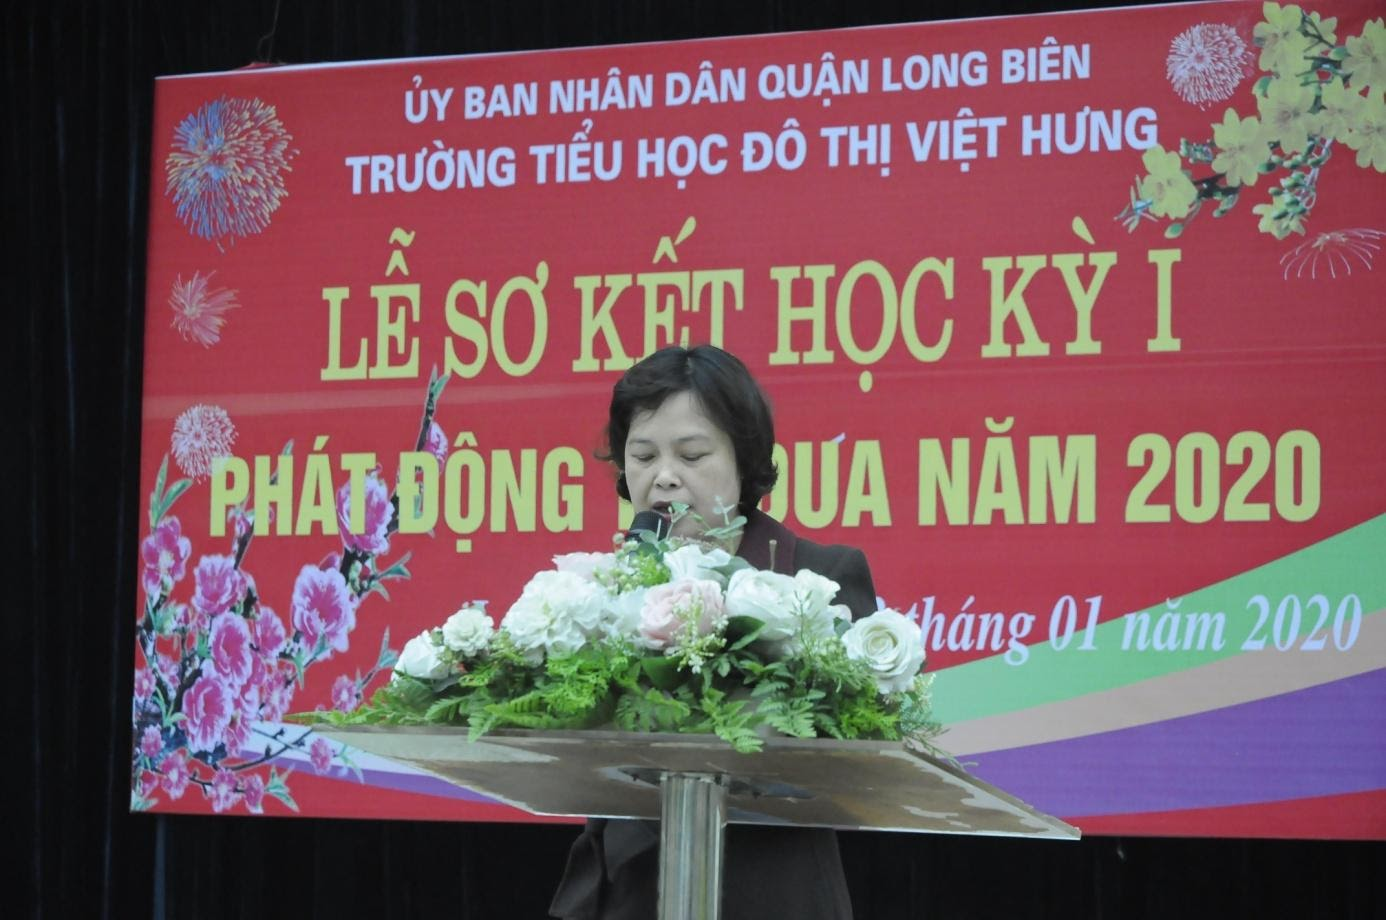 ỦY BAN NHÂN DÂN QUẬN LONG BIÊN
TRƯỜNG TIỂU HỌC ĐÔ THỊ VIỆT HƯNG
LỄ SƠ KẾT HỌC KỲ I
PHÁT ĐỘNG ĐUA NĂM 2020
tháng 01 năm 2020